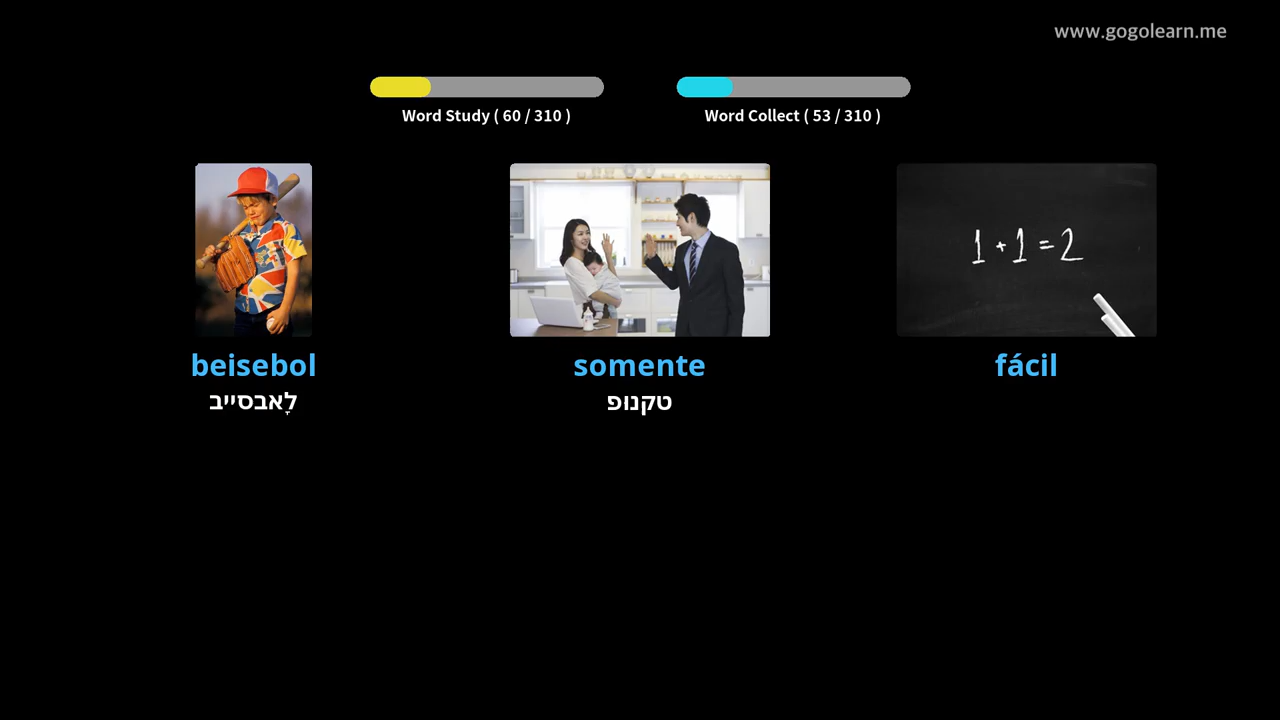 www.gogolearn.me
Word Study ( 60 / 310 )
Word Collect ( 53 / 310 )
beisebol
לָאבסייב
somente
טקנופ
fácil
1 + 1 = 2